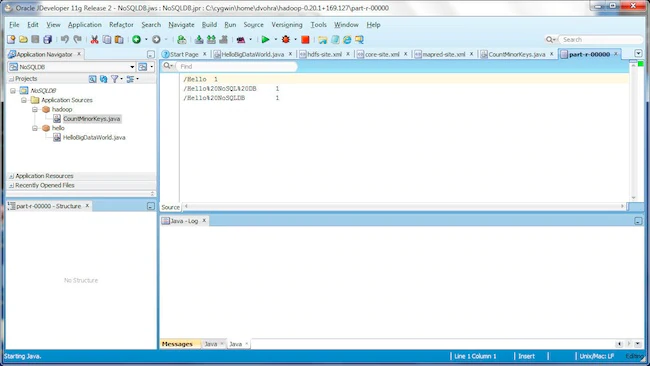 Oracle JDeveloper 11g Release 2 - NoSQLDB.jws : NoSQLDB.jpr : C:\cygwin\home\dvohra\hadoop-0.20.1+169.127\part-r-00000
File Edit View Application Refactor Search Navigate Build Run Source Versioning Tools Window Help
Search
Application Navigator
Start Page
HelloBigDataWorld.java
hdfs-site.xml
core-site.xml
mapred-site.xml
CountMinorKeys.java
part-r-00000
NoSQLDB
Find
Projects
NoSQLDB
Application Sources
hadoop
CountMinorKeys.java
hello
HelloBigDataWorld.java
/Hello 1
/Hello%20NoSQL%20DB 1
/Hello%20NoSQLDB 1
Application Resources
Recently Opened Files
Source
part-r-00000 - Structure
Java - Log
No Structure
Messages Java Java
Starting Java.
Line 1 Column 1
Insert
Unix/Mac: LF
Editing